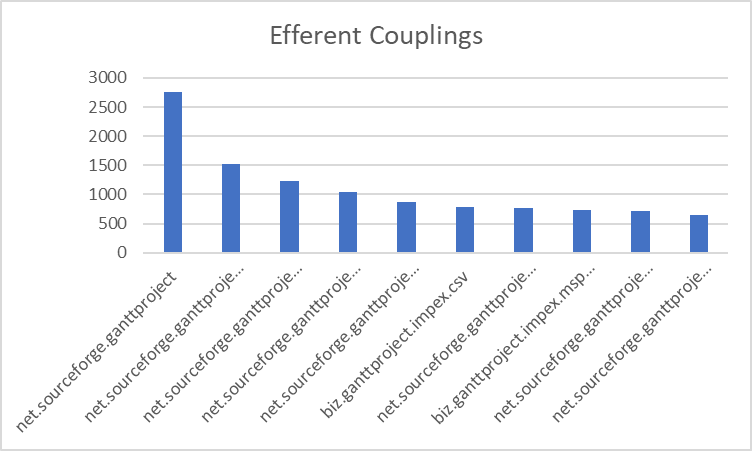 Efferent Couplings
3000
2500
2000
1500
1000
500
0
net.sourceforge.ganttproject
net.sourceforge.ganttproje...
net.sourceforge.ganttproje...
net.sourceforge.ganttproje...
net.sourceforge.ganttproje...
biz.ganttproject.impex.csv
net.sourceforge.ganttproje...
biz.ganttproject.impex.msp...
net.sourceforge.ganttproje...
net.sourceforge.ganttproje...